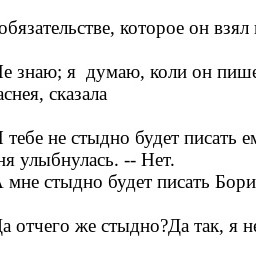 обязательстве, которое он взял
Не знаю; я думаю, коли он пише
аснея, сказала
И тебе не стыдно будет писать ем
ня улыбнулась. -- Нет.
А мне стыдно будет писать Бори
Да отчего же стыдно?Да так, я не